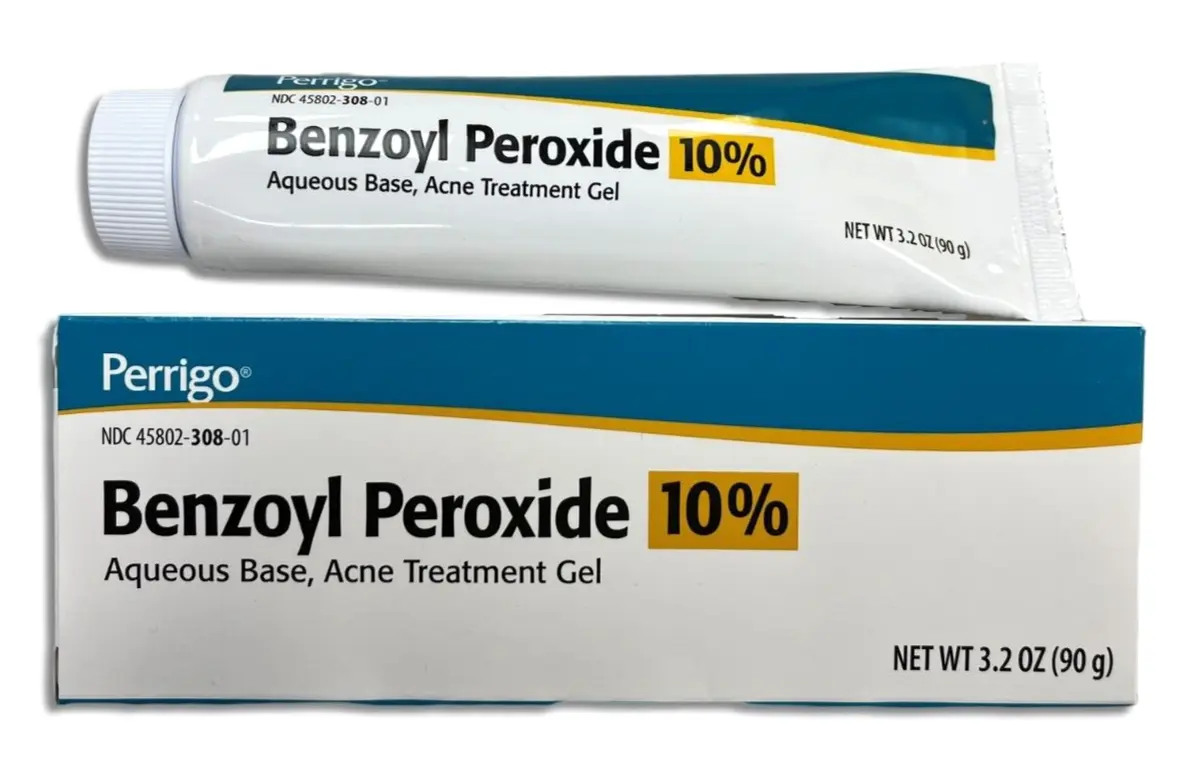 Perrigo
NDC 45802-308-01
Benzoyl Peroxide 10%
Aqueous Base, Acne Treatment Gel
NET WT 3.2 OZ (90 g)
Perrigo®
NDC 45802-308-01
Benzoyl Peroxide 10%
Aqueous Base, Acne Treatment Gel
NET WT 3.2 OZ (90 g)